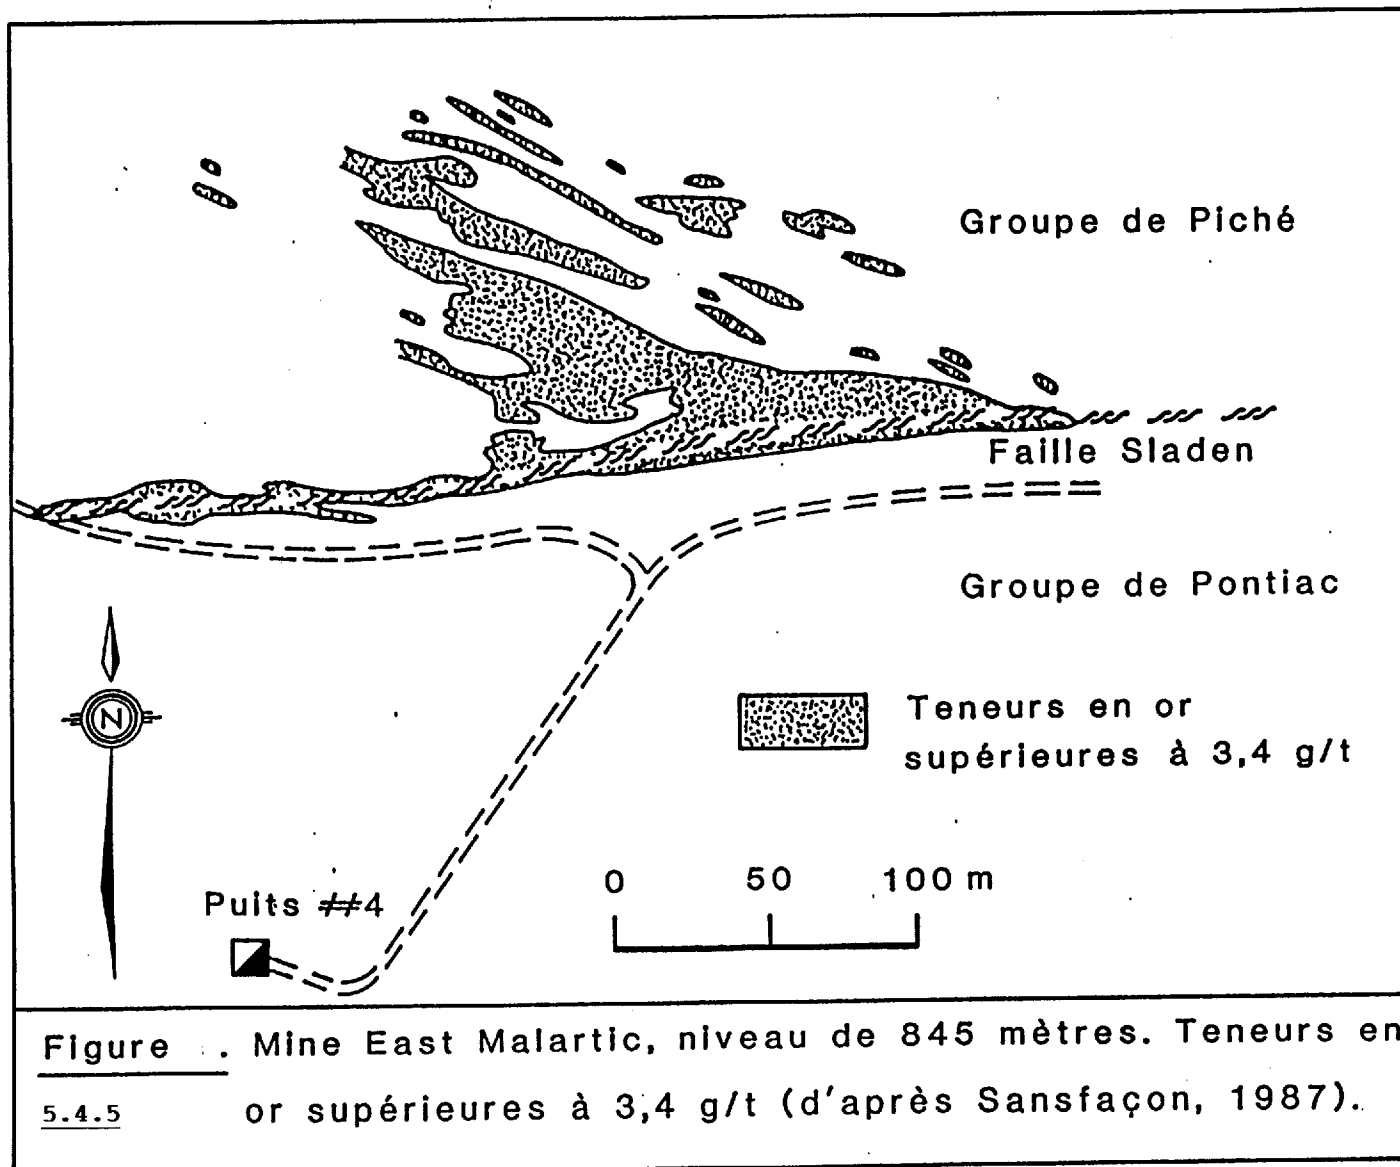 Groupe de Piché
Faille Sladen
Groupe de Pontiac
N
Teneurs en or
supérieures à 3,4 g/t
0 50 100 m
Puits ##4
Figure . Mine East Malartic, niveau de 845 mètres. Teneurs en
5.4.5 or supérieures à 3,4 g/t (d'après Sansfaçon, 1987).